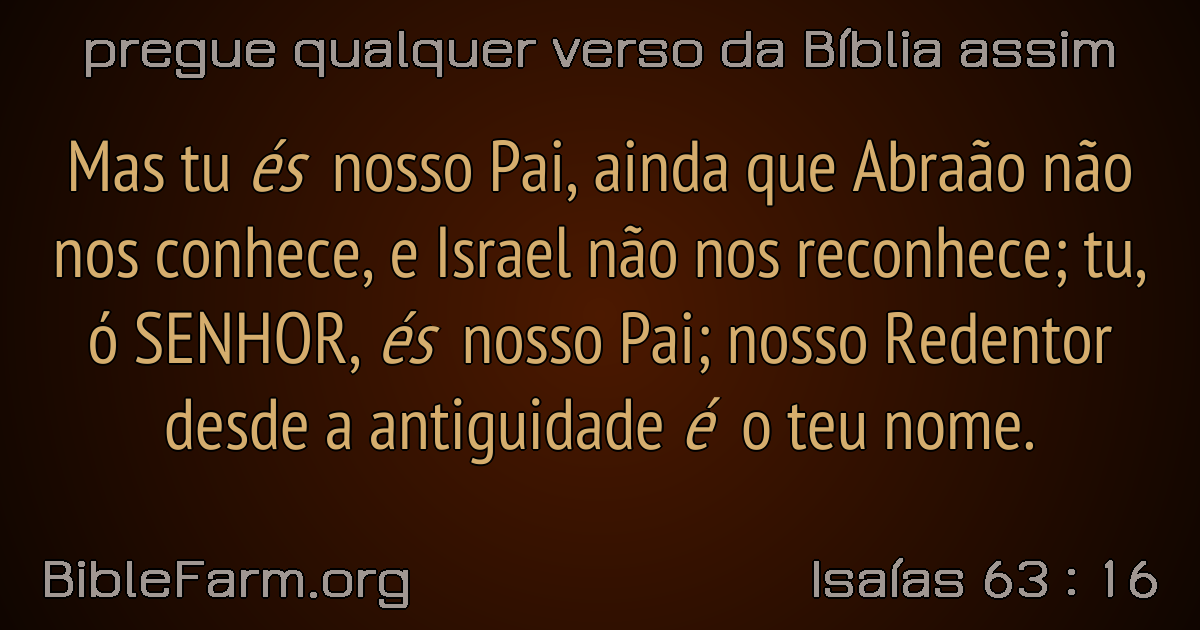 pregue qualquer verso da Bíblia assim
Mas tu és nosso Pai, ainda que Abraão não
nos conhece, e Israel não nos reconhece; tu,
ó SENHOR, és nosso Pai; nosso Redentor
desde a antiguidade é o teu nome.
BibleFarm.org
Isaías 63 : 16